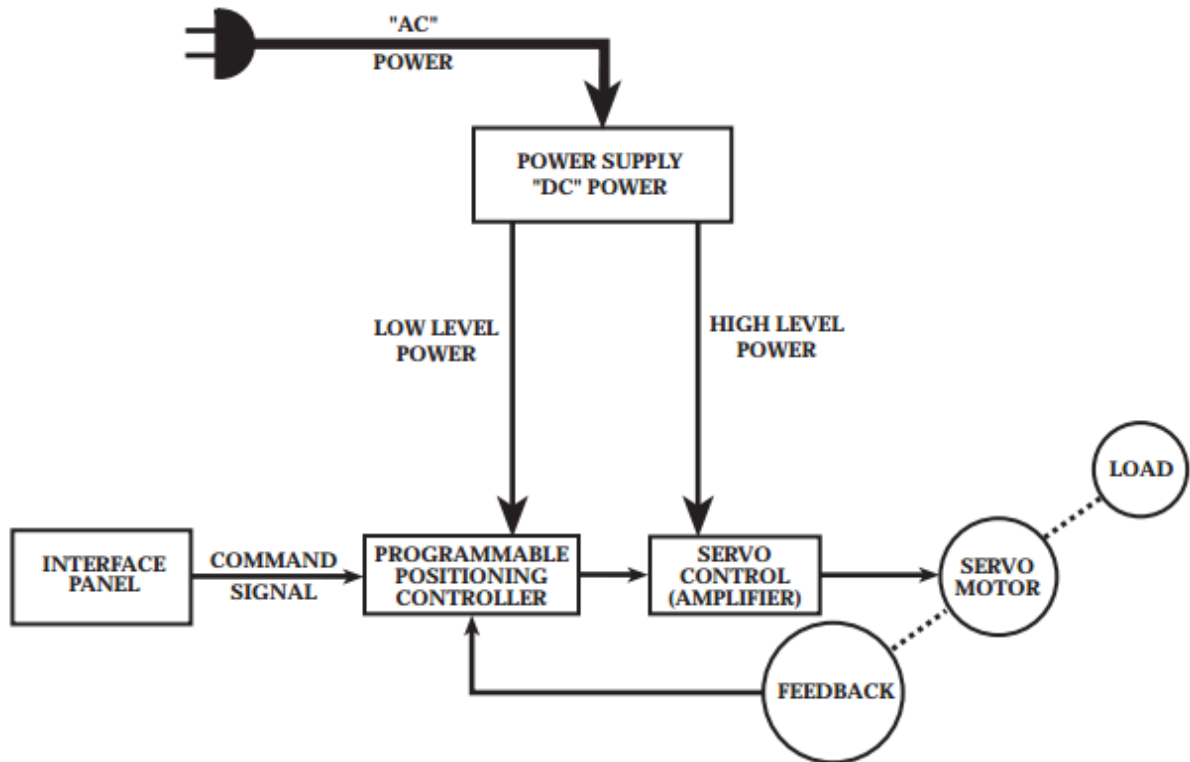 "AC"
POWER
POWER SUPPLY
"DC" POWER
LOW LEVEL
POWER
HIGH LEVEL
POWER
LOAD
INTERFACE
PANEL
COMMAND
SIGNAL
PROGRAMMABLE
POSITIONING
CONTROLLER
SERVO
CONTROL
(AMPLIFIER)
SERVO
MOTOR
FEEDBACK